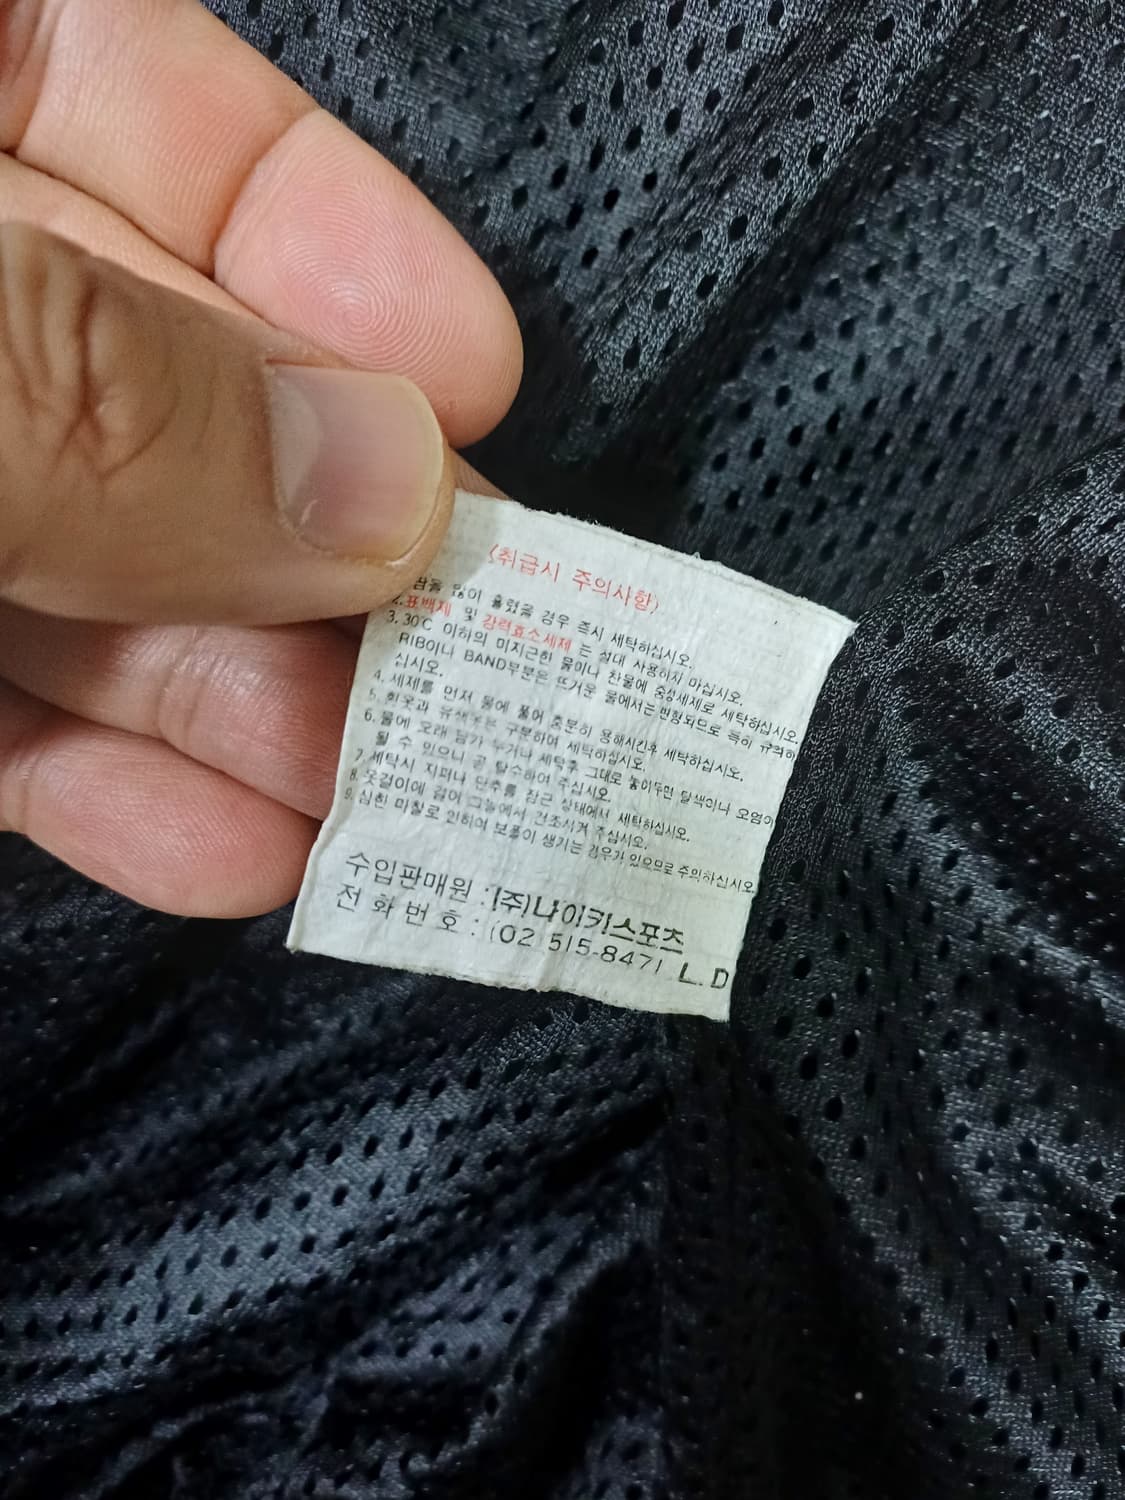 〈취급시 주의사항〉
땀을 많이 흘렸을 경우 즉시 세탁하십시오.
2.표백제 및 강력효소세제 는 절대 사용하지 마십시오.
3.30℃ 이하의 미지근한 물이나 찬물에 중성세제로 세탁하십시오.
RIB이나 BAND부분은 뜨거운 물에서는 변형되므로 특히
십시오.
4.세제를 먼저 물에 풀어 충분히 용해시킨후 세탁하십시오.
5.흰옷과 유색옷은 구분하여 세탁하십시오.
6.물에 오래 담가 두거나 세탁후 그대로 놓아두면 탈색이나 오염이
될 수 있으니 곧 탈수하여 주십시오.
7.세탁시 지퍼나 단추를 잠근 상태에서 세탁하십시오.
8.옷걸이에 걸어 그늘에서 건조시켜 주십시오.
9.심한 마찰로 인하여 보풀이 생기는 경우가 있으므로 주의하십시오
수입판매원 : (주)나이키스포츠
전화번호 : (02 515-8471 L.D